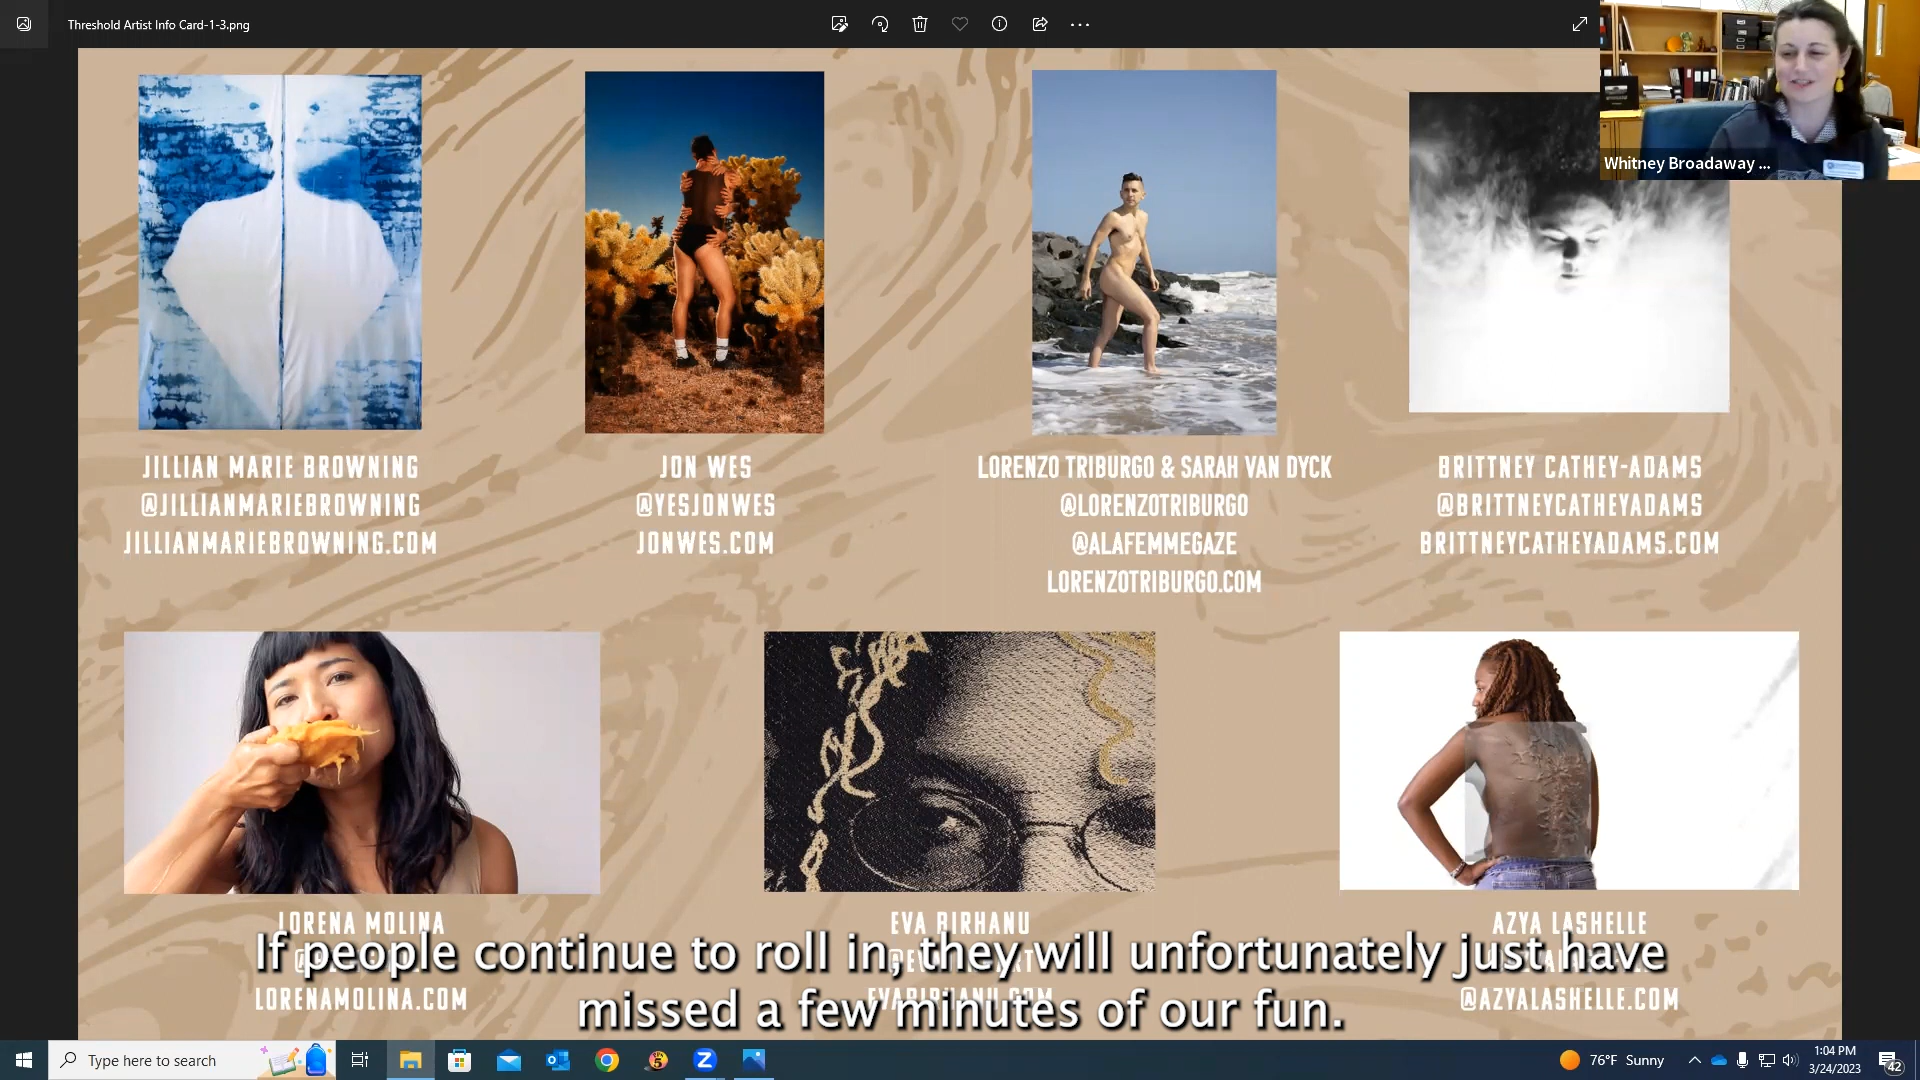 Threshold Artist Info Card-1-3.png
Whitney Broadaway ...
JILLIAN MARIE BROWNING
@JILLIANMARIEBROWNING
JILLIANMARIEBROWNING.COM
JON WES
@YESJONWES
JONWES.COM
LORENZO TRIBURGO & SARAH VAN DYCK
@LORENZOTRIBURGO
@ALAFEMMEGAZE
LORENZOTRIBURGO.COM
BRITTNEY CATHEY-ADAMS
@BRITTNEYCATHEYADAMS
BRITTNEYCATHEYADAMS.COM
LORENA MOLINA
LORENAMOLINA.COM
EVA BIRHANU
EVABIRHANU.COM
AZYA LASHELLE
@AZYALASHELLE.COM
If people continue to roll in, they will unfortunately just have
missed a few minutes of our fun.
Type here to search
76°F Sunny
1:04 PM
3/24/2023
42